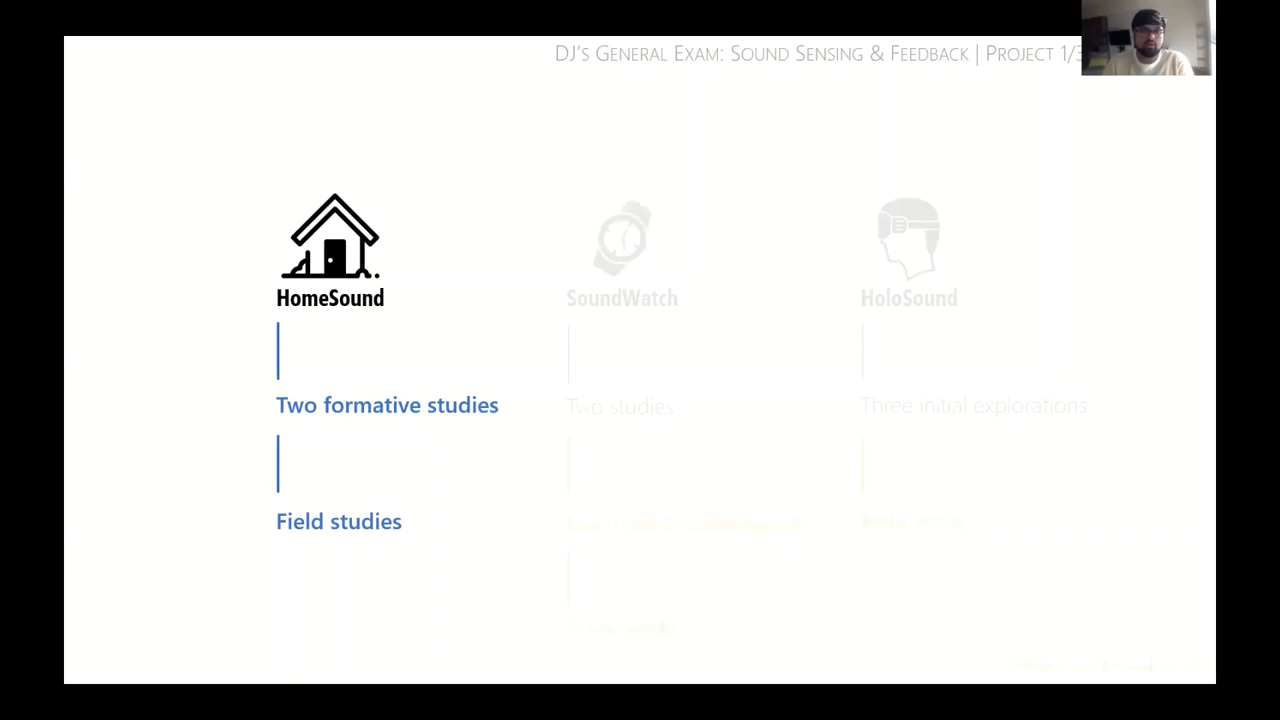 DJ's General Exam: Sound Sensing & Feedback | Project 1/3
HomeSound
SoundWatch
HoloSound
Two formative studies
Two studies
Three initial explorations
Field studies